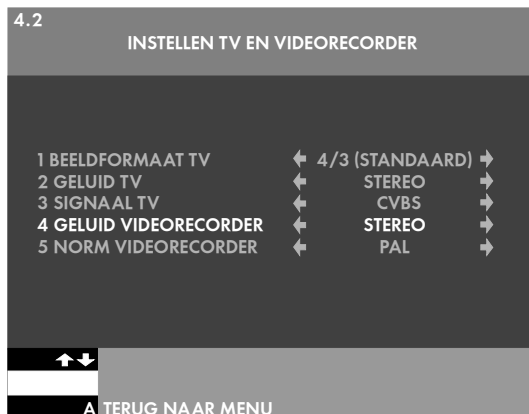 4.2
INSTELLEN TV EN VIDEORECORDER
1 BEELDFORMAAT TV 4/3 (STANDAARD)
2 GELUID TV STEREO
3 SIGNAAL TV CVBS
4 GELUID VIDEORECORDER STEREO
5 NORM VIDEORECORDER PAL
A TERUG NAAR MENU